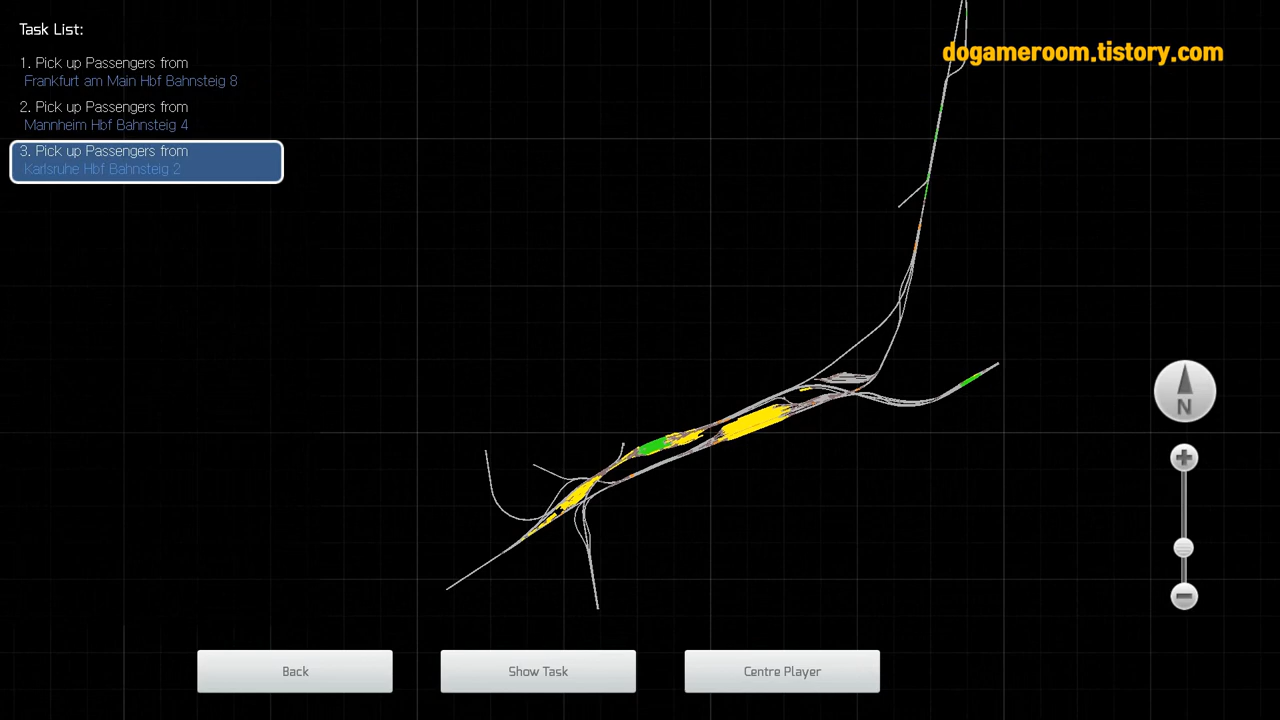 Task List:
dogameroom.tistory.com
1. Pick up Passengers from
Frankfurt am Main Hbf Bahnsteig 8
2. Pick up Passengers from
Mannheim Hbf Bahnsteig 4
3. Pick up Passengers from
Karlsruhe Hbf Bahnsteig 2
N
Back
Show Task
Centre Player